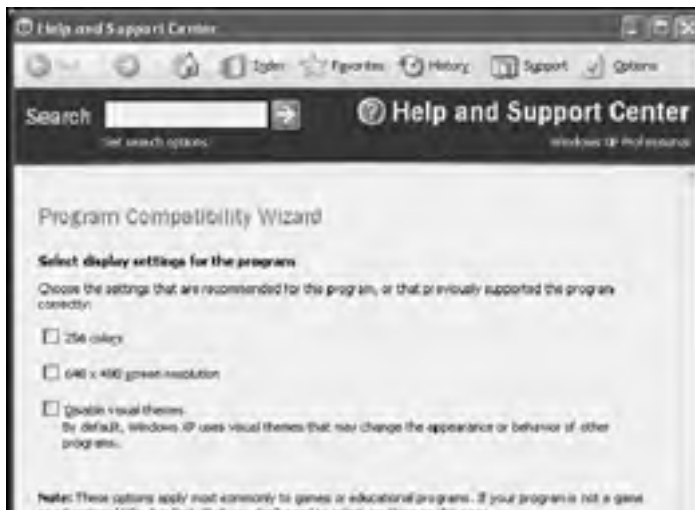 Help and Support Center
Index Favorites History Support Options
Search
Set search options
Help and Support Center
Windows XP Professional
Program Compatibility Wizard
Select display settings for the program
Choose the settings that are recommended for this program, or that previously supported the program
correctly:
256 colors
640 x 480 screen resolution
Disable visual themes
By default, Windows XP uses visual themes that may change the appearance or behavior of other
programs.
Note: These options apply most commonly to games or educational programs. If your program is not a game